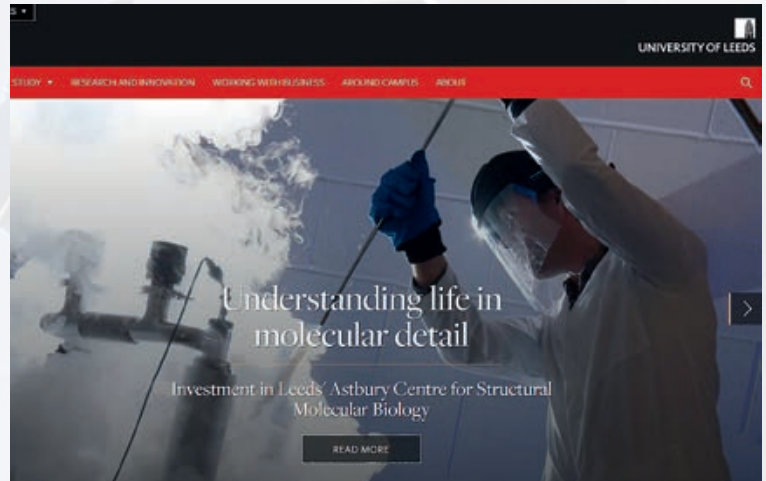 S
UNIVERSITY OF LEEDS
STUDY RESEARCH AND INNOVATION WORKING WITH BUSINESS AROUND CAMPUS ABOUT
Understanding life in
molecular detail
Investment in Leeds' Astbury Centre for Structural
Molecular Biology
READ MORE